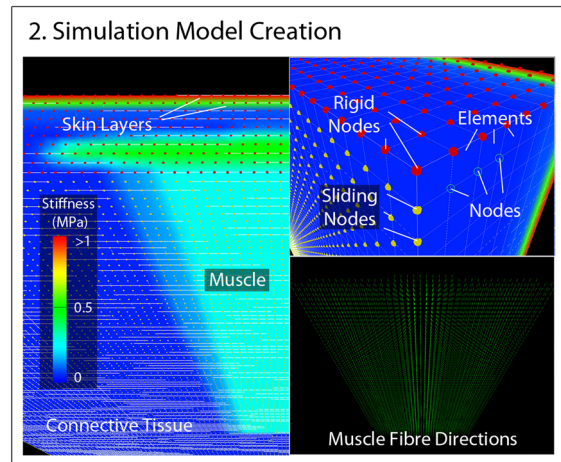 2. Simulation Model Creation
Skin Layers
Stiffness
(MPa)
>1
0.5
0
Muscle
Connective Tissue
Rigid
Nodes
Elements
Sliding
Nodes
Nodes
Muscle Fibre Directions